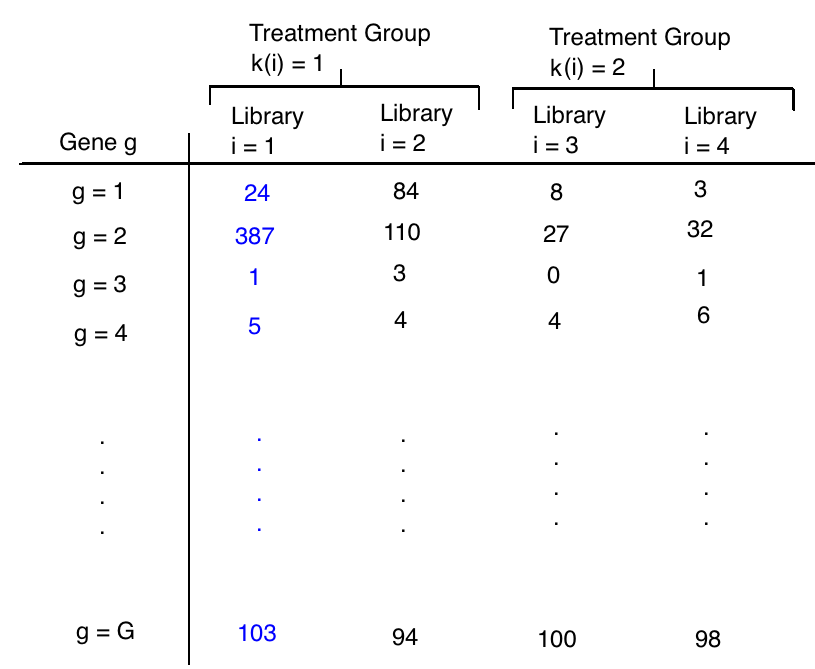 Treatment Group Treatment Group
k(i) = 1 k(i) = 2
Library Library Library Library
Gene g i = 1 i = 2 i = 3 i = 4
g = 1 24 84 8 3
g = 2 387 110 27 32
g = 3 1 3 0 1
g = 4 5 4 4 6
. . . . .
. . . . .
. . . . .
. . . . .
g = G 103 94 100 98